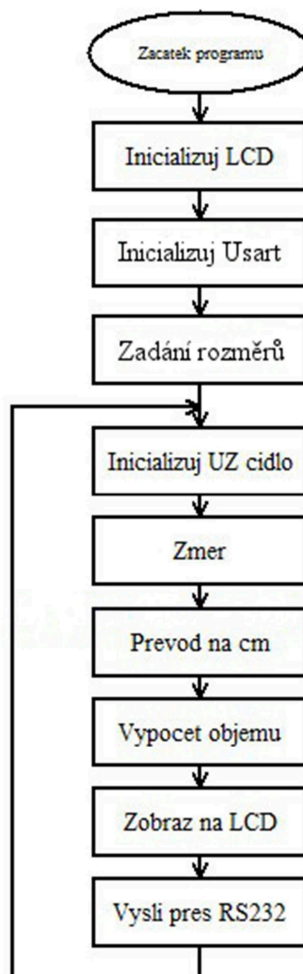 Zacatek programu
Inicializuj LCD
Inicializuj Usart
Zadání rozměrů
Inicializuj UZ cidlo
Zmer
Prevod na cm
Vypocet objemu
Zobraz na LCD
Vysli pres RS232